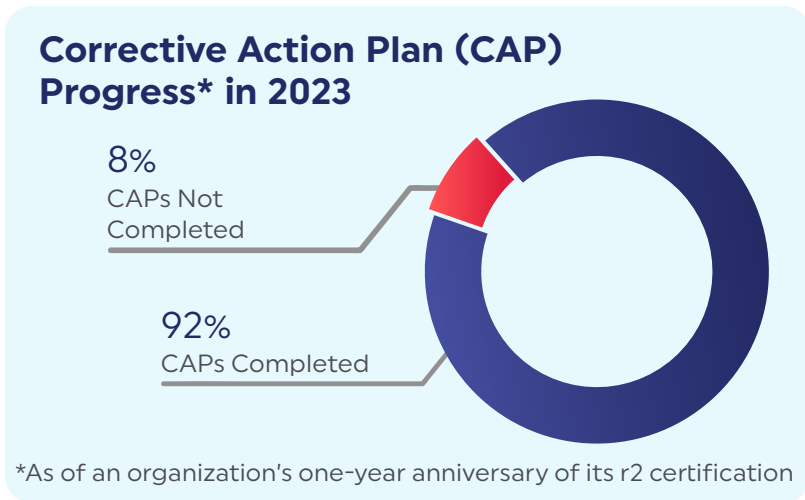 Corrective Action Plan (CAP)
Progress* in 2023
8%
CAPs Not
Completed
92%
CAPs Completed
*As of an organization's one-year anniversary of its r2 certification